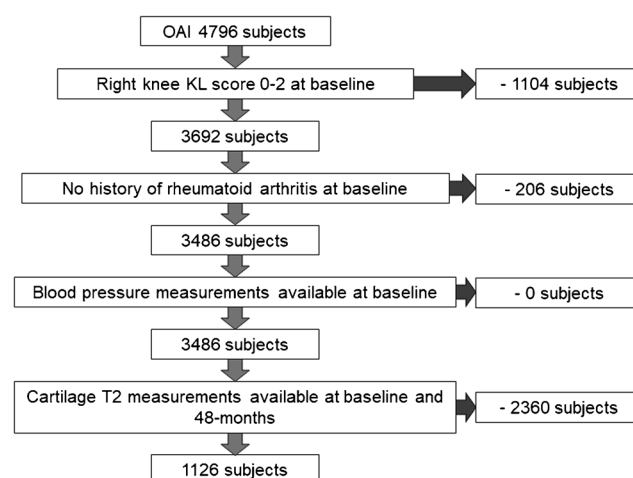 OAI 4796 subjects
Right knee KL score 0-2 at baseline
- 1104 subjects
3692 subjects
No history of rheumatoid arthritis at baseline
- 206 subjects
3486 subjects
Blood pressure measurements available at baseline
- 0 subjects
3486 subjects
Cartilage T2 measurements available at baseline and
48-months
- 2360 subjects
1126 subjects